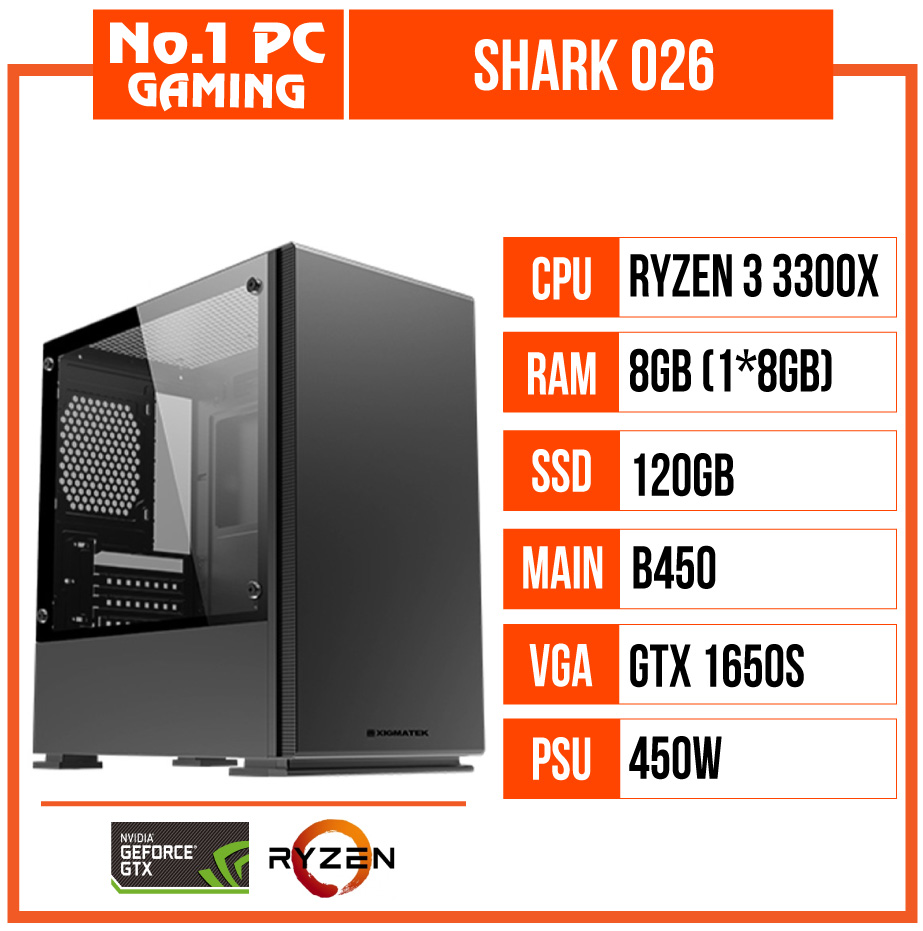 No.1 PC
GAMING
SHARK 026
CPU RYZEN 3 3300X
RAM 8GB (1*8GB)
SSD 120GB
MAIN B450
VGA GTX 1650S
PSU 450W
XIGMATEK
NVIDIA
GEFORCE
GTX
RYZEN